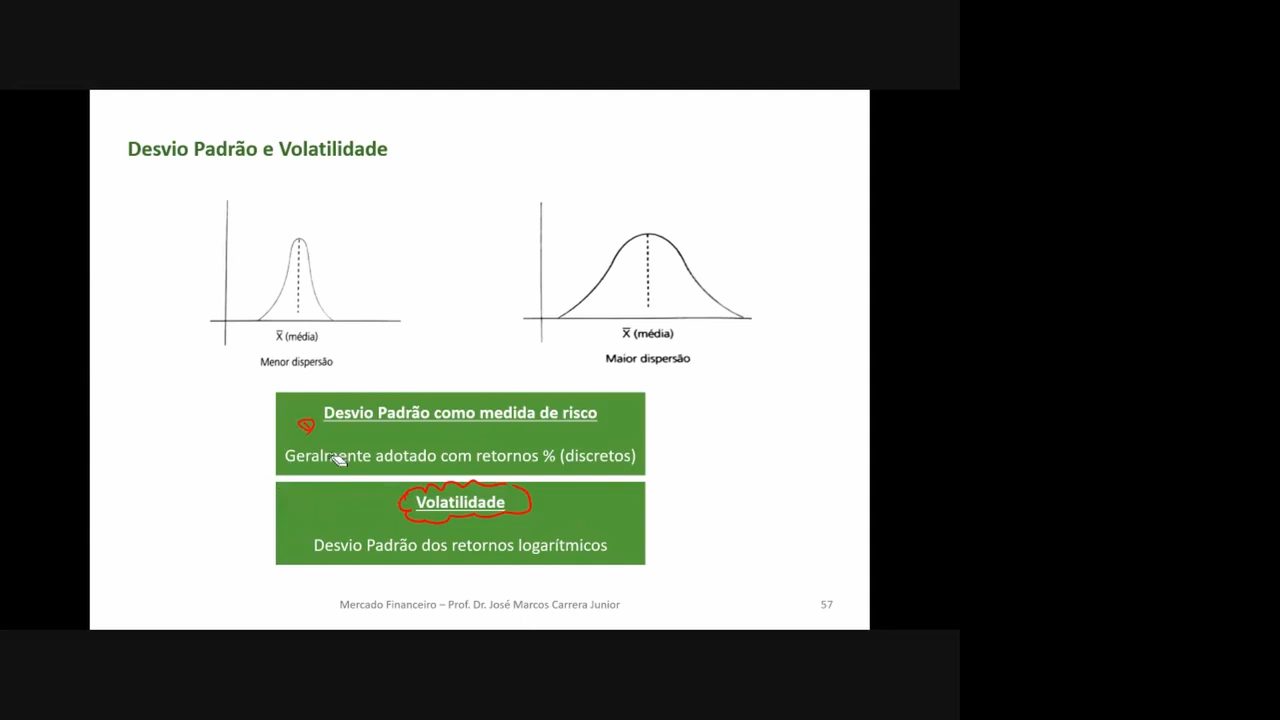 Desvio Padrão e Volatilidade
X̅ (média)
Menor dispersão
X̅ (média)
Maior dispersão
Desvio Padrão como medida de risco
Geralmente adotado com retornos % (discretos)
Volatilidade
Desvio Padrão dos retornos logarítmicos
Mercado Financeiro – Prof. Dr. José Marcos Carrera Junior
57